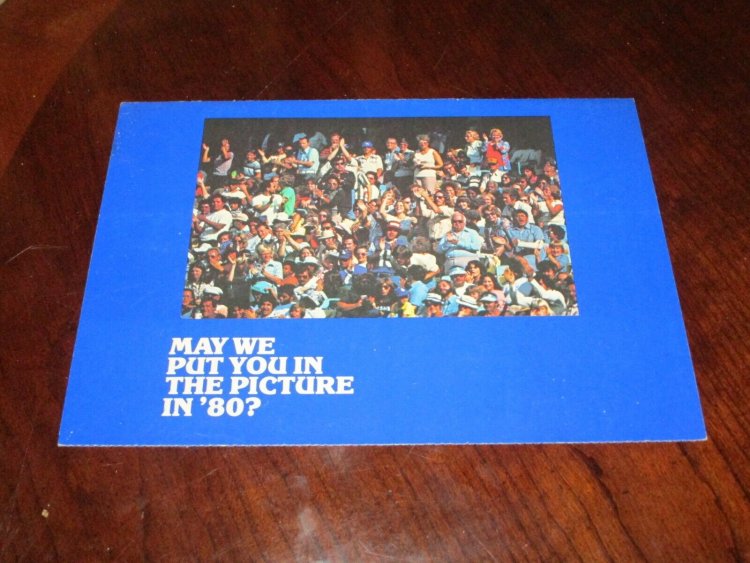 MAY WE
PUT YOU IN
THE PICTURE
IN '80?